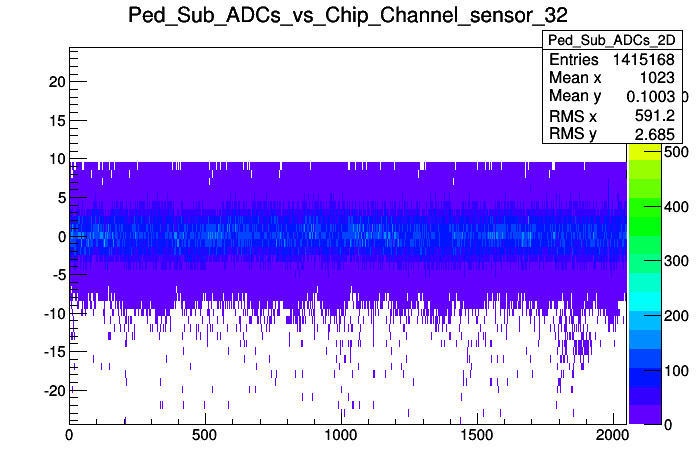 Ped_Sub_ADCs_vs_Chip_Channel_sensor_32
Ped_Sub_ADCs_2D
Entries 1415168
Mean x 1023
Mean y 0.1003
RMS x 591.2
RMS y 2.685
20
15
10
5
0
-5
-10
-15
-20
0 500 1000 1500 2000
0
500
400
300
200
100
0